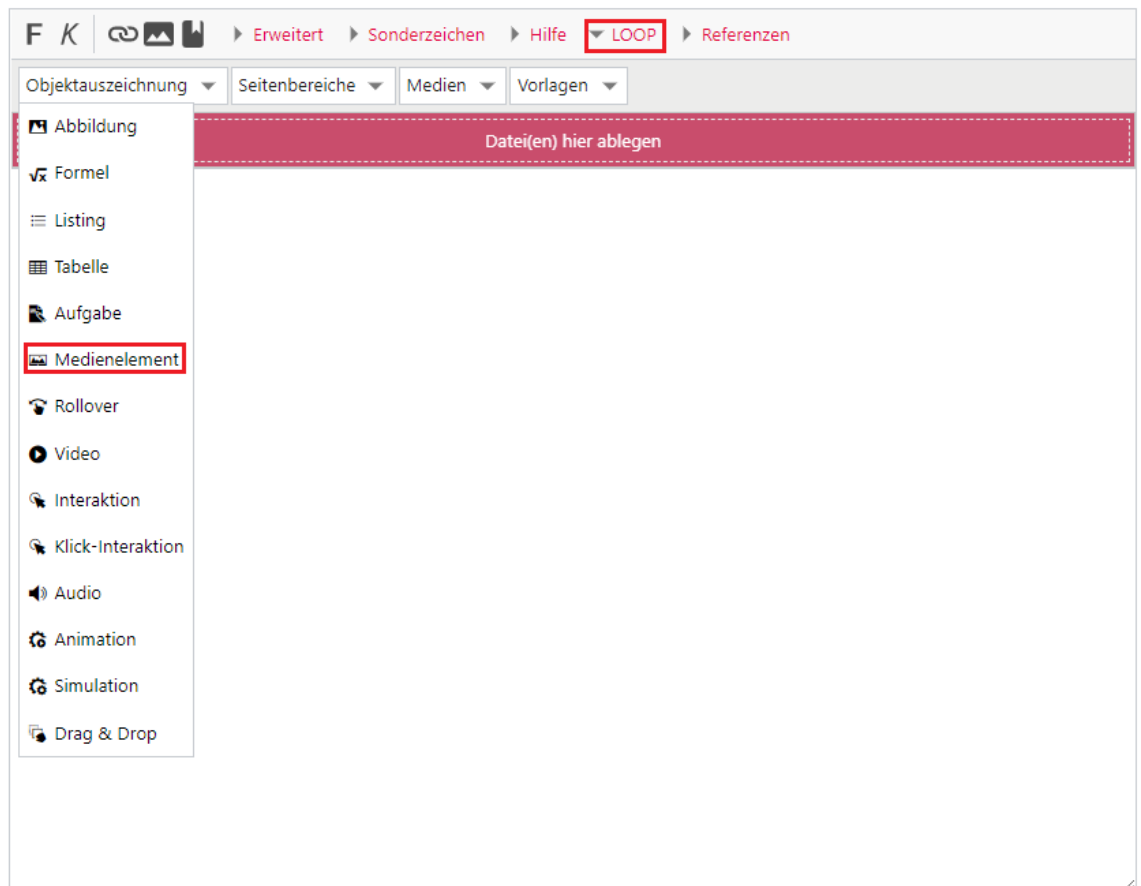 F K Erweitert Sonderzeichen Hilfe LOOP Referenzen
Objektauszeichnung Seitenbereiche Medien Vorlagen
Abbildung
Datei(en) hier ablegen
Formel
Listing
Tabelle
Aufgabe
Medienelement
Rollover
Video
Interaktion
Klick-Interaktion
Audio
Animation
Simulation
Drag & Drop